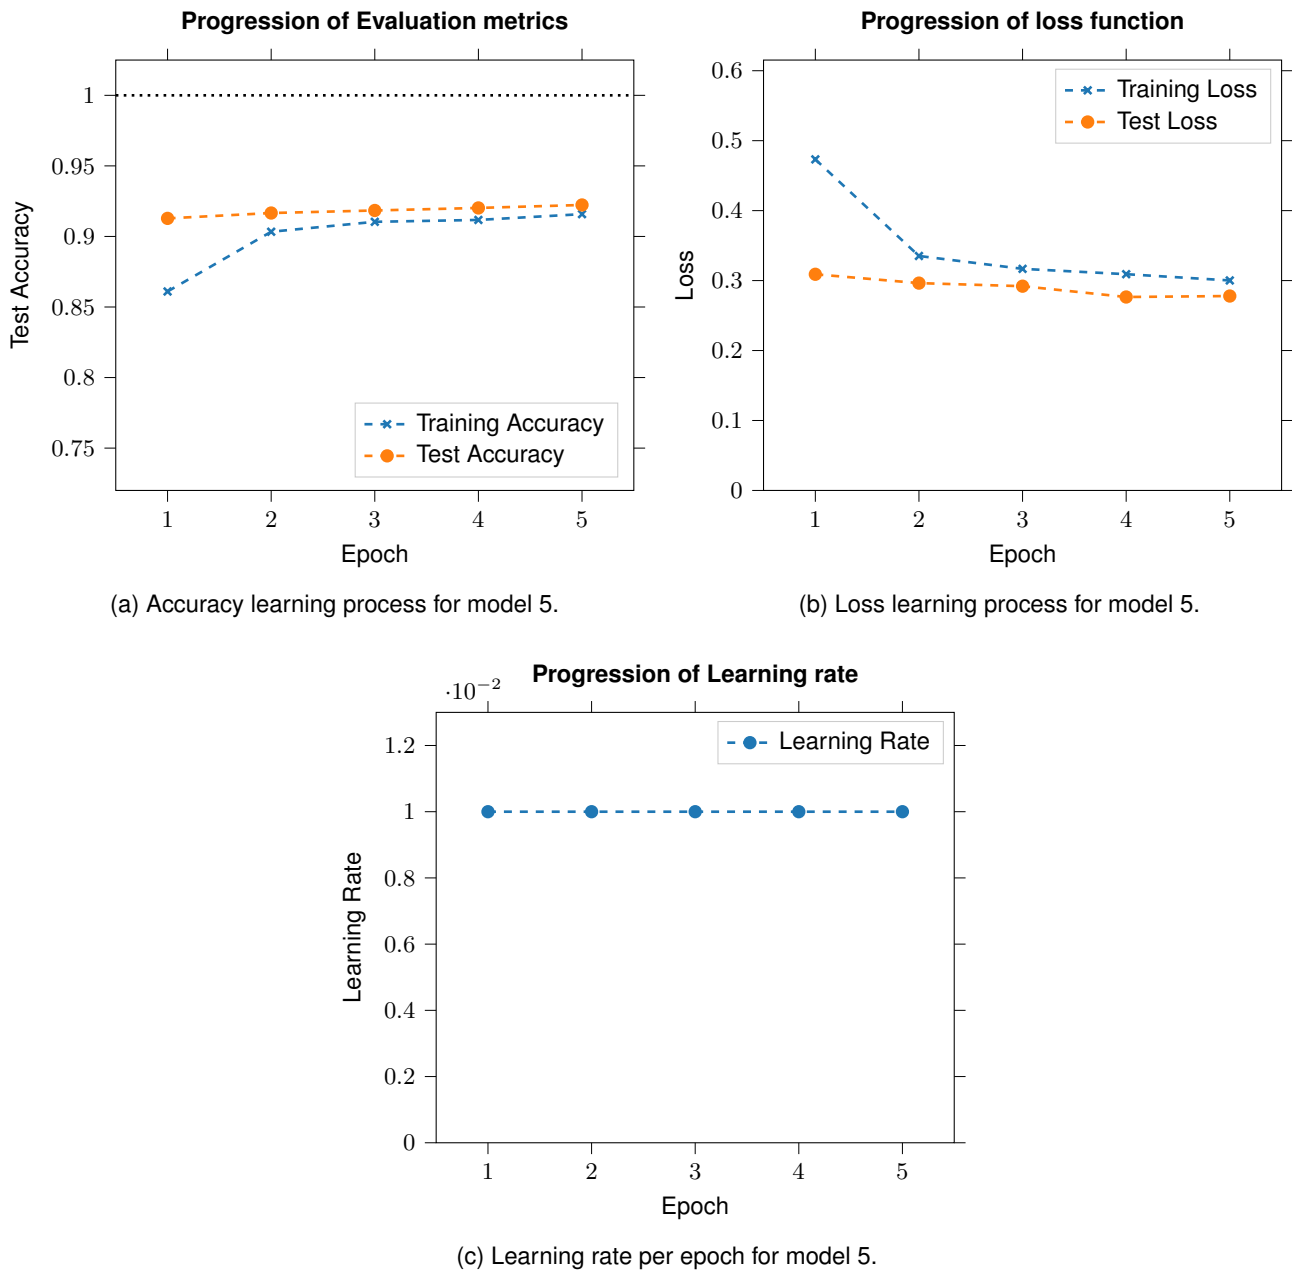 Progression of Evaluation metrics
1
0.95
0.9
0.85
0.8
0.75
Test Accuracy
Training Accuracy
Test Accuracy
1 2 3 4 5
Epoch
(a) Accuracy learning process for model 5.
Progression of loss function
0.6
0.5
0.4
0.3
0.2
0.1
0
Loss
Training Loss
Test Loss
1 2 3 4 5
Epoch
(b) Loss learning process for model 5.
Progression of Learning rate
·10⁻²
1.2
1
0.8
0.6
0.4
0.2
0
Learning Rate
Learning Rate
1 2 3 4 5
Epoch
(c) Learning rate per epoch for model 5.